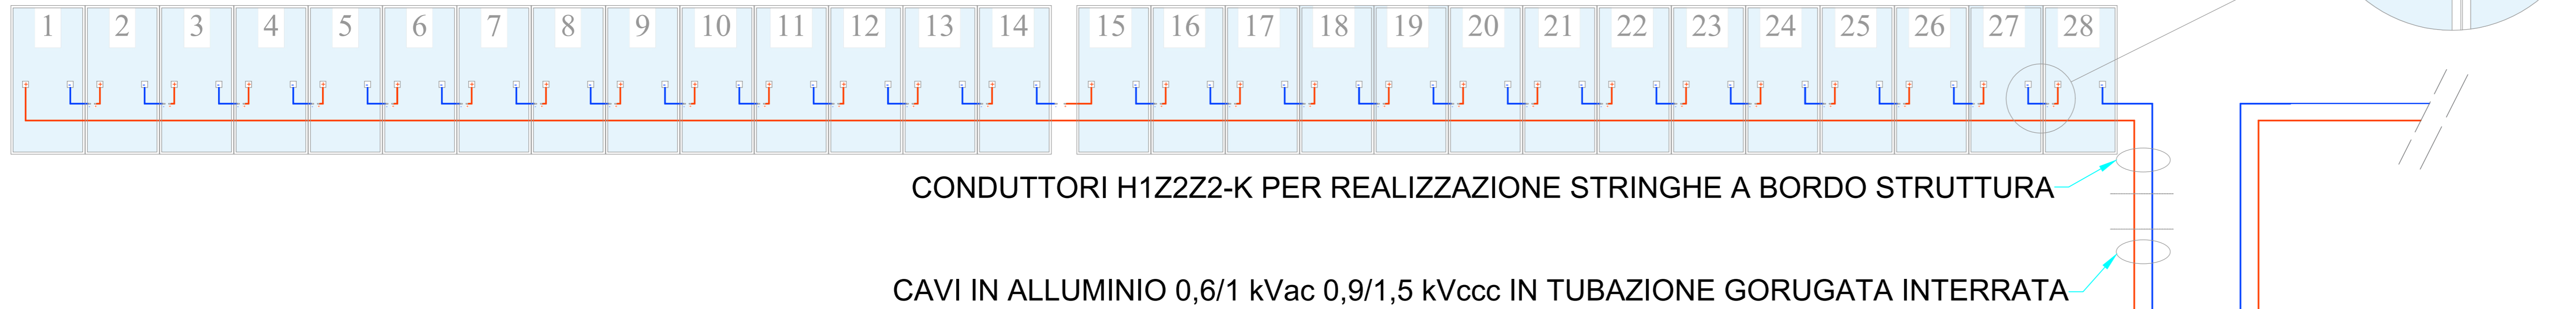 1 2 3 4 5 6 7 8 9 10 11 12 13 14 15 16 17 18 19 20 21 22 23 24 25 26 27 28
CONDUTTORI H1Z2Z2-K PER REALIZZAZIONE STRINGHE A BORDO STRUTTURA
CAVI IN ALLUMINIO 0,6/1 kVac 0,9/1,5 kVccc IN TUBAZIONE GORUGATA INTERRATA